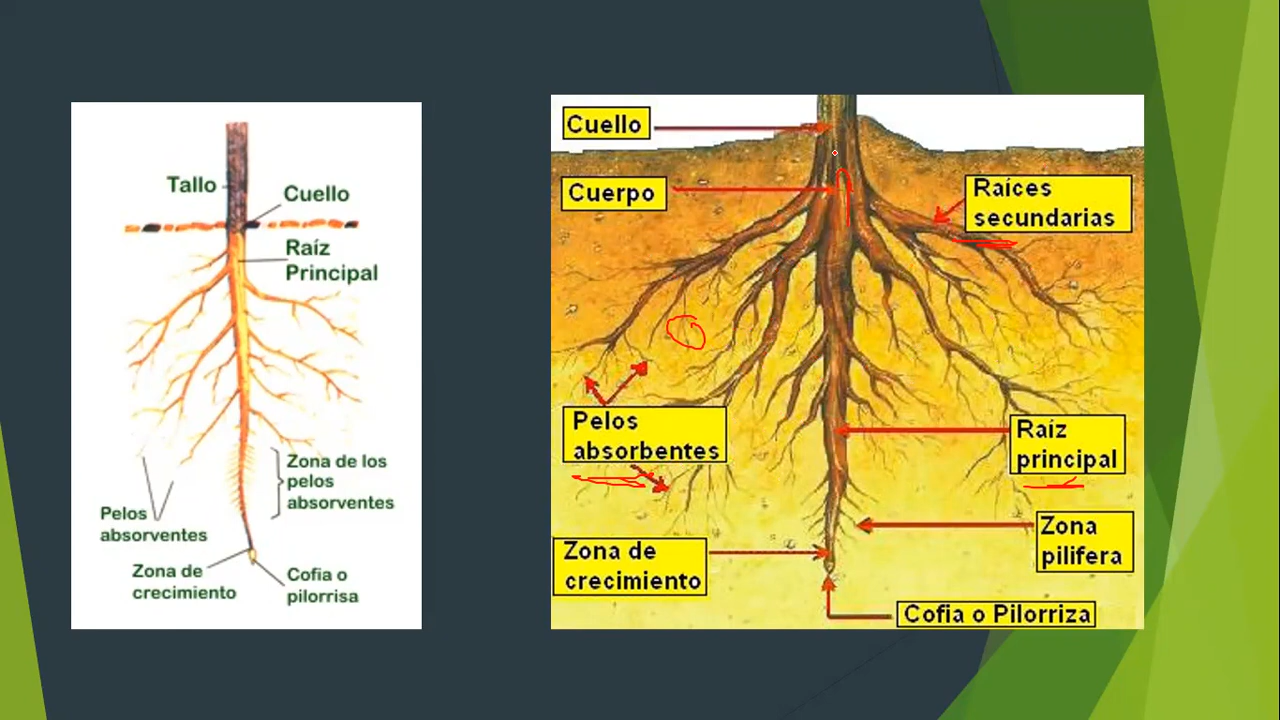 Tallo
Cuello
Raíz
Principal
Zona de los
pelos
absorventes
Pelos
absorventes
Zona de
crecimiento
Cofia o
pilorrisa
Cuello
Cuerpo
Raíces
secundarias
Pelos
absorbentes
Raíz
principal
Zona
pilifera
Zona de
crecimiento
Cofia o Pilorriza